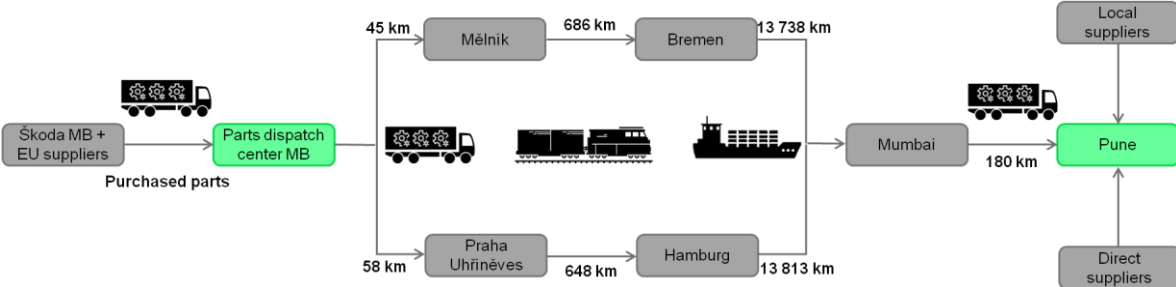 45 km
Mělník
686 km
Bremen
13 738 km
Local
suppliers
Škoda MB +
EU suppliers
Purchased parts
Parts dispatch
center MB
Mumbai
180 km
Pune
58 km
Praha
Uhříněves
648 km
Hamburg
13 813 km
Direct
suppliers